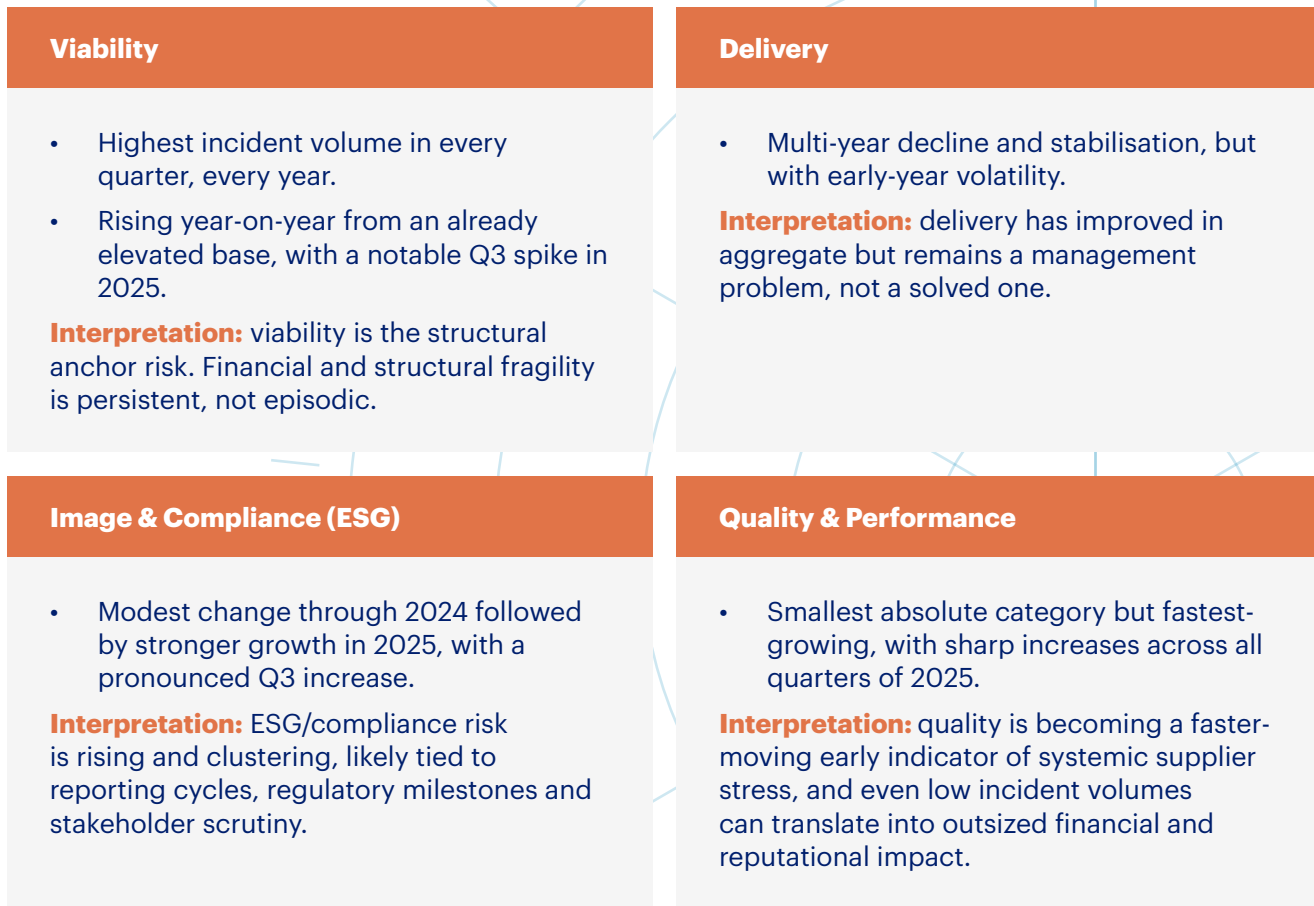 Viability
• Highest incident volume in every
quarter, every year.
• Rising year-on-year from an already
elevated base, with a notable Q3 spike in
2025.
Interpretation: viability is the structural
anchor risk. Financial and structural fragility
is persistent, not episodic.
Delivery
• Multi-year decline and stabilisation, but
with early-year volatility.
Interpretation: delivery has improved in
aggregate but remains a management
problem, not a solved one.
Image & Compliance (ESG)
• Modest change through 2024 followed
by stronger growth in 2025, with a
pronounced Q3 increase.
Interpretation: ESG/compliance risk
is rising and clustering, likely tied to
reporting cycles, regulatory milestones and
stakeholder scrutiny.
Quality & Performance
• Smallest absolute category but fastest-
growing, with sharp increases across all
quarters of 2025.
Interpretation: quality is becoming a faster-
moving early indicator of systemic supplier
stress, and even low incident volumes
can translate into outsized financial and
reputational impact.